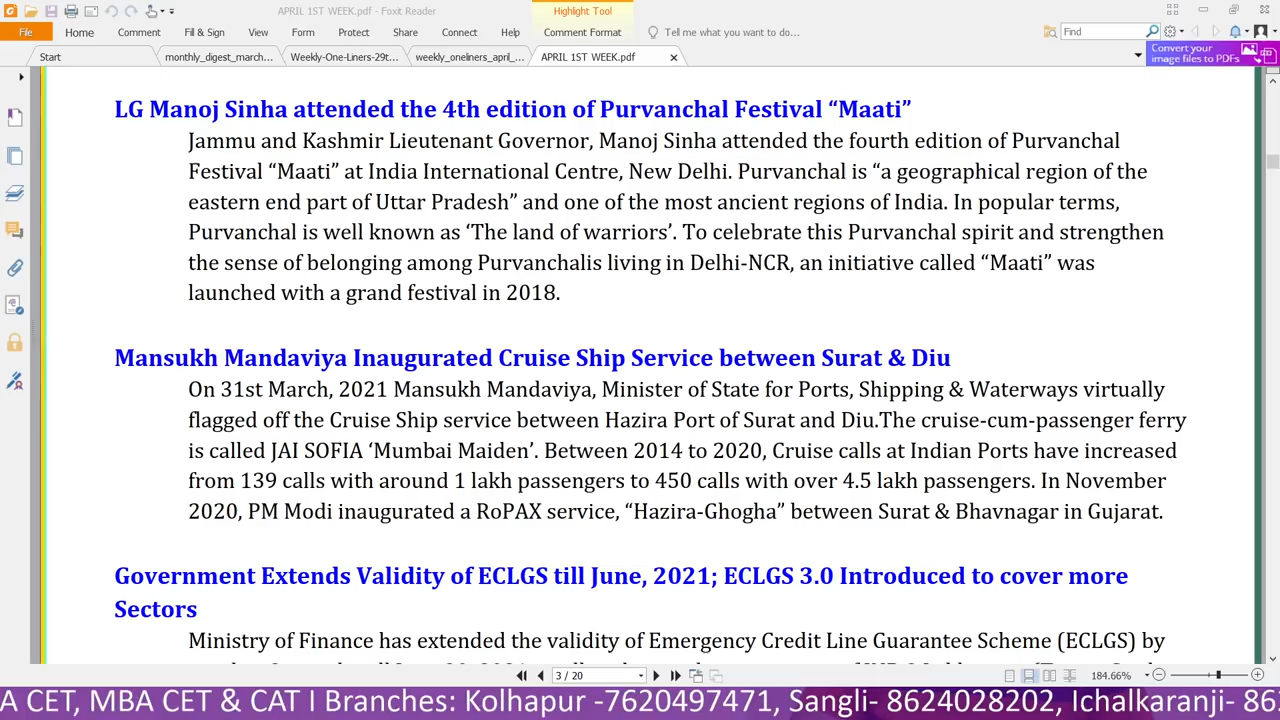 APRIL 1ST WEEK.pdf - Foxit Reader
Highlight Tool
File
Home
Comment
Fill & Sign
View
Form
Protect
Share
Connect
Help
Comment Format
Tell me what you want to do...
Find
Start
monthly_digest_march...
Weekly-One-Liners-29t...
weekly_oneliners_april_...
APRIL 1ST WEEK.pdf
Convert your
image files to PDFs
LG Manoj Sinha attended the 4th edition of Purvanchal Festival “Maati”
Jammu and Kashmir Lieutenant Governor, Manoj Sinha attended the fourth edition of Purvanchal
Festival “Maati” at India International Centre, New Delhi. Purvanchal is “a geographical region of the
eastern end part of Uttar Pradesh” and one of the most ancient regions of India. In popular terms,
Purvanchal is well known as ‘The land of warriors’. To celebrate this Purvanchal spirit and strengthen
the sense of belonging among Purvanchalis living in Delhi-NCR, an initiative called “Maati” was
launched with a grand festival in 2018.
Mansukh Mandaviya Inaugurated Cruise Ship Service between Surat & Diu
On 31st March, 2021 Mansukh Mandaviya, Minister of State for Ports, Shipping & Waterways virtually
flagged off the Cruise Ship service between Hazira Port of Surat and Diu.The cruise-cum-passenger ferry
is called JAI SOFIA ‘Mumbai Maiden’. Between 2014 to 2020, Cruise calls at Indian Ports have increased
from 139 calls with around 1 lakh passengers to 450 calls with over 4.5 lakh passengers. In November
2020, PM Modi inaugurated a RoPAX service, “Hazira-Ghogha” between Surat & Bhavnagar in Gujarat.
Government Extends Validity of ECLGS till June, 2021; ECLGS 3.0 Introduced to cover more
Sectors
Ministry of Finance has extended the validity of Emergency Credit Line Guarantee Scheme (ECLGS) by
3 / 20
184.66%
A CET, MBA CET & CAT I Branches: Kolhapur -7620497471, Sangli- 8624028202, Ichalkaranji- 86